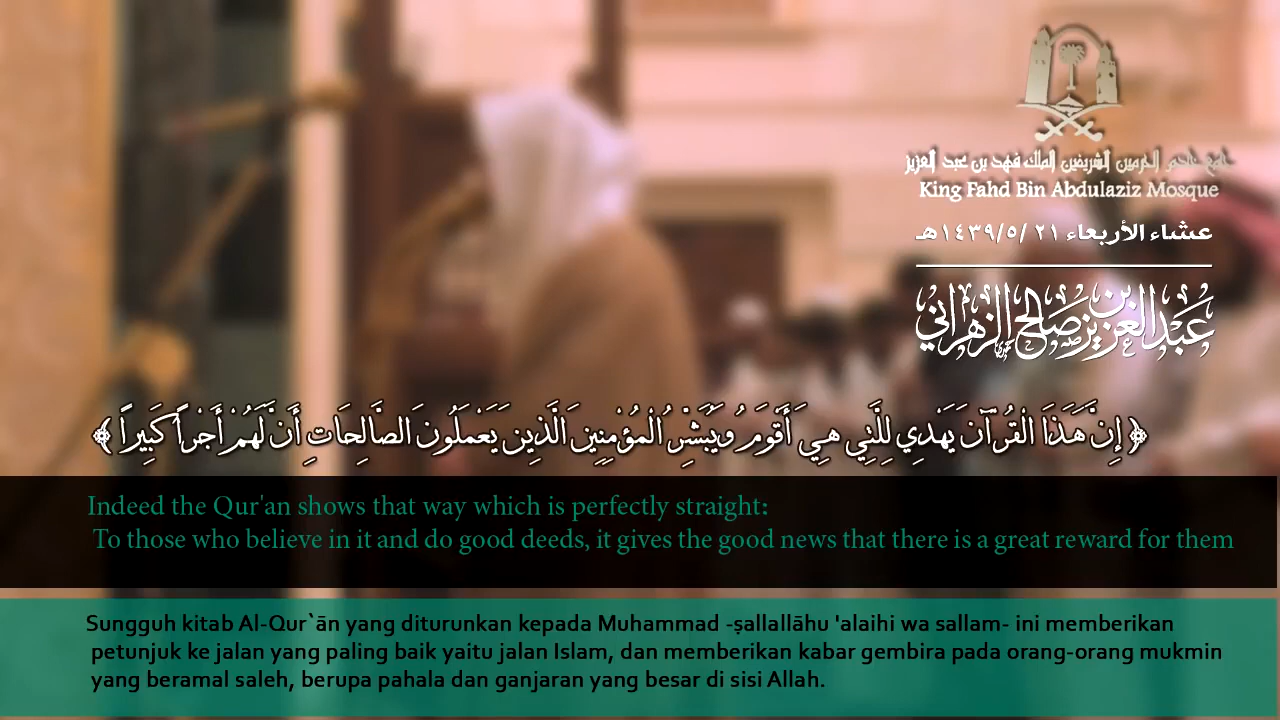 جامع خادم الحرمين الشريفين الملك فهد بن عبد العزيز
King Fahd Bin Abdulaziz Mosque
عشاء الأربعاء ٢١ /١٤٣٩/٥هـ
عبدالعزيز بن صالح الزهراني
﴿ إِنَّ هَٰذَا الْقُرْآنَ يَهْدِي لِلَّتِي هِيَ أَقْوَمُ وَيُبَشِّرُ الْمُؤْمِنِينَ الَّذِينَ يَعْمَلُونَ الصَّالِحَاتِ أَنَّ لَهُمْ أَجْراً كَبِيراً ﴾
Indeed the Qur'an shows that way which is perfectly straight:
To those who believe in it and do good deeds, it gives the good news that there is a great reward for them
Sungguh kitab Al-Qur`ān yang diturunkan kepada Muhammad -ṣallallāhu 'alaihi wa sallam- ini memberikan
petunjuk ke jalan yang paling baik yaitu jalan Islam, dan memberikan kabar gembira pada orang-orang mukmin
yang beramal saleh, berupa pahala dan ganjaran yang besar di sisi Allah.